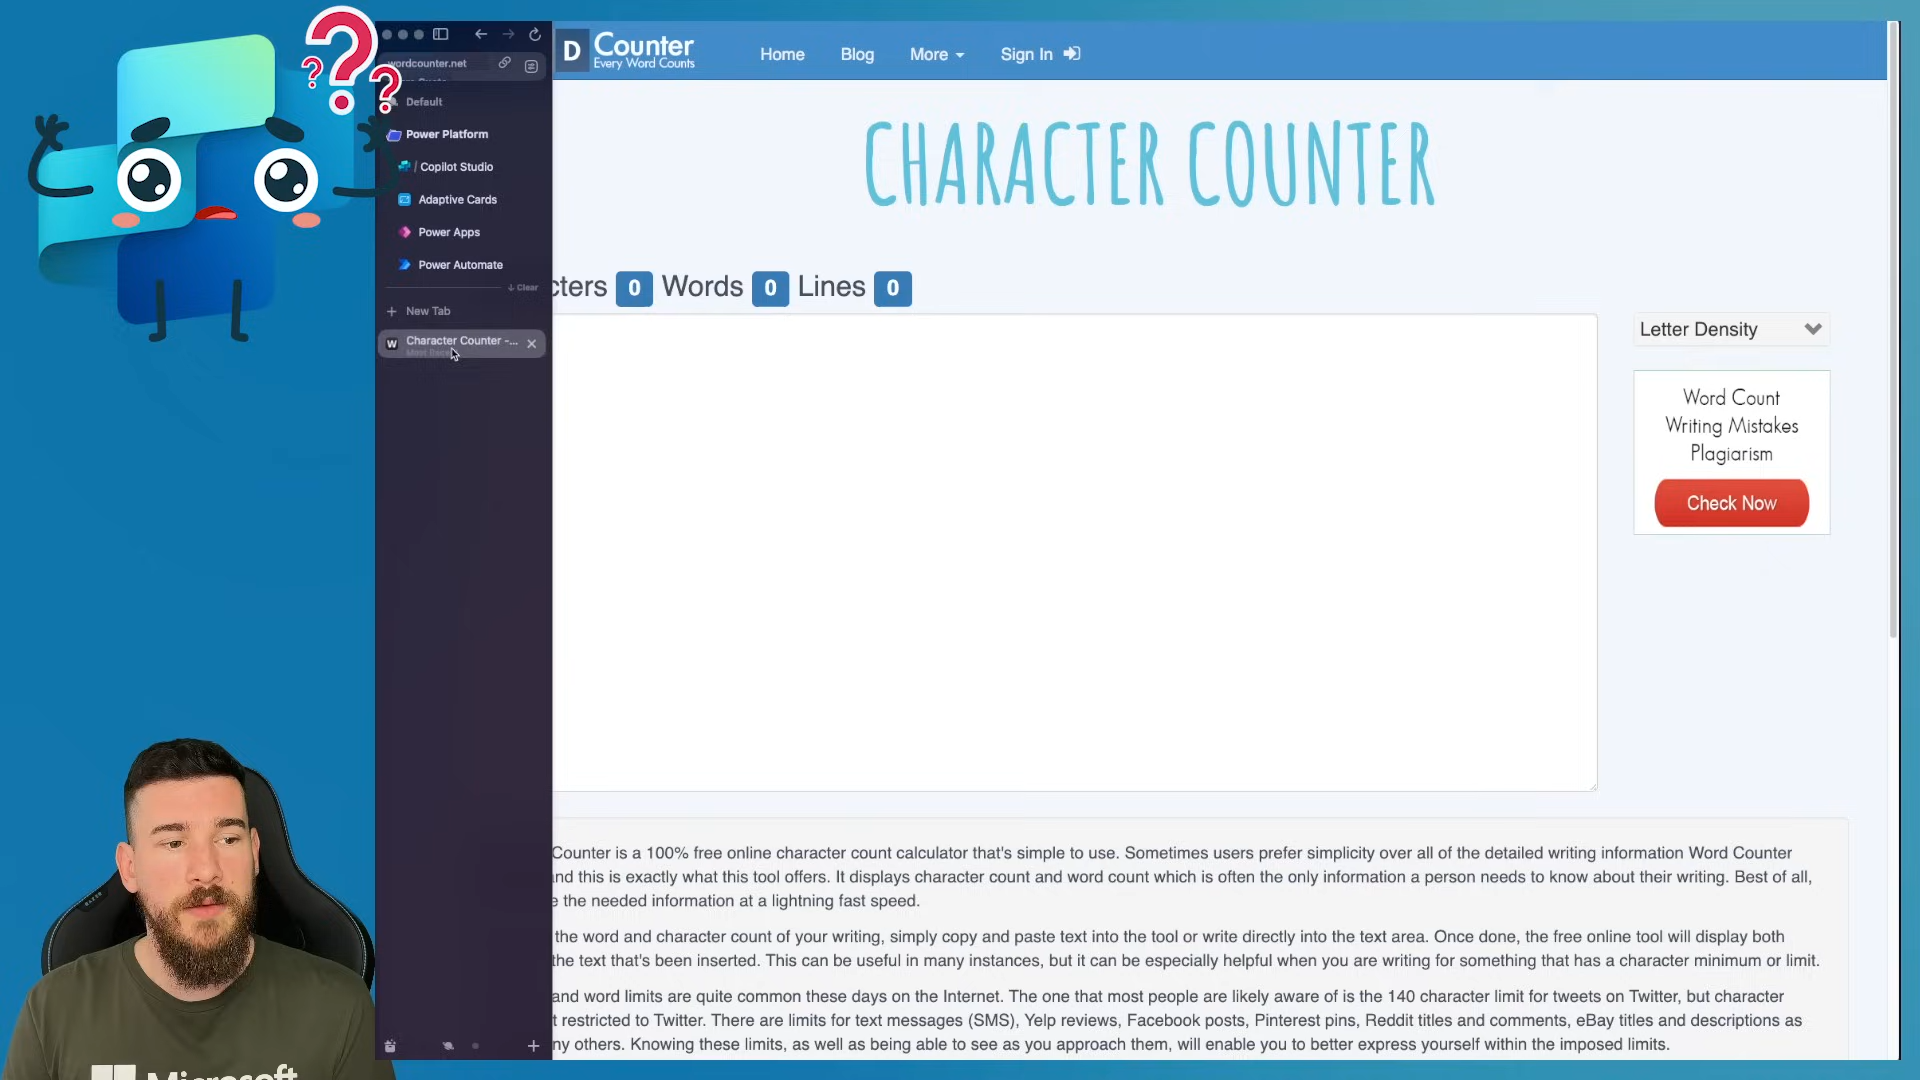 ???
wordcounter.net
Default
Power Platform
/ Copilot Studio
Adaptive Cards
Power Apps
Power Automate
↓ Clear
+ New Tab
W Character Counter -...
D Counter
Every Word Counts
Home Blog More Sign In
CHARACTER COUNTER
cters 0 Words 0 Lines 0
Letter Density
Word Count
Writing Mistakes
Plagiarism
Check Now
Counter is a 100% free online character count calculator that's simple to use. Sometimes users prefer simplicity over all of the detailed writing information Word Counter
nd this is exactly what this tool offers. It displays character count and word count which is often the only information a person needs to know about their writing. Best of all,
e the needed information at a lightning fast speed.
the word and character count of your writing, simply copy and paste text into the tool or write directly into the text area. Once done, the free online tool will display both
the text that's been inserted. This can be useful in many instances, but it can be especially helpful when you are writing for something that has a character minimum or limit.
and word limits are quite common these days on the Internet. The one that most people are likely aware of is the 140 character limit for tweets on Twitter, but character
t restricted to Twitter. There are limits for text messages (SMS), Yelp reviews, Facebook posts, Pinterest pins, Reddit titles and comments, eBay titles and descriptions as
ny others. Knowing these limits, as well as being able to see as you approach them, will enable you to better express yourself within the imposed limits.
Microsoft